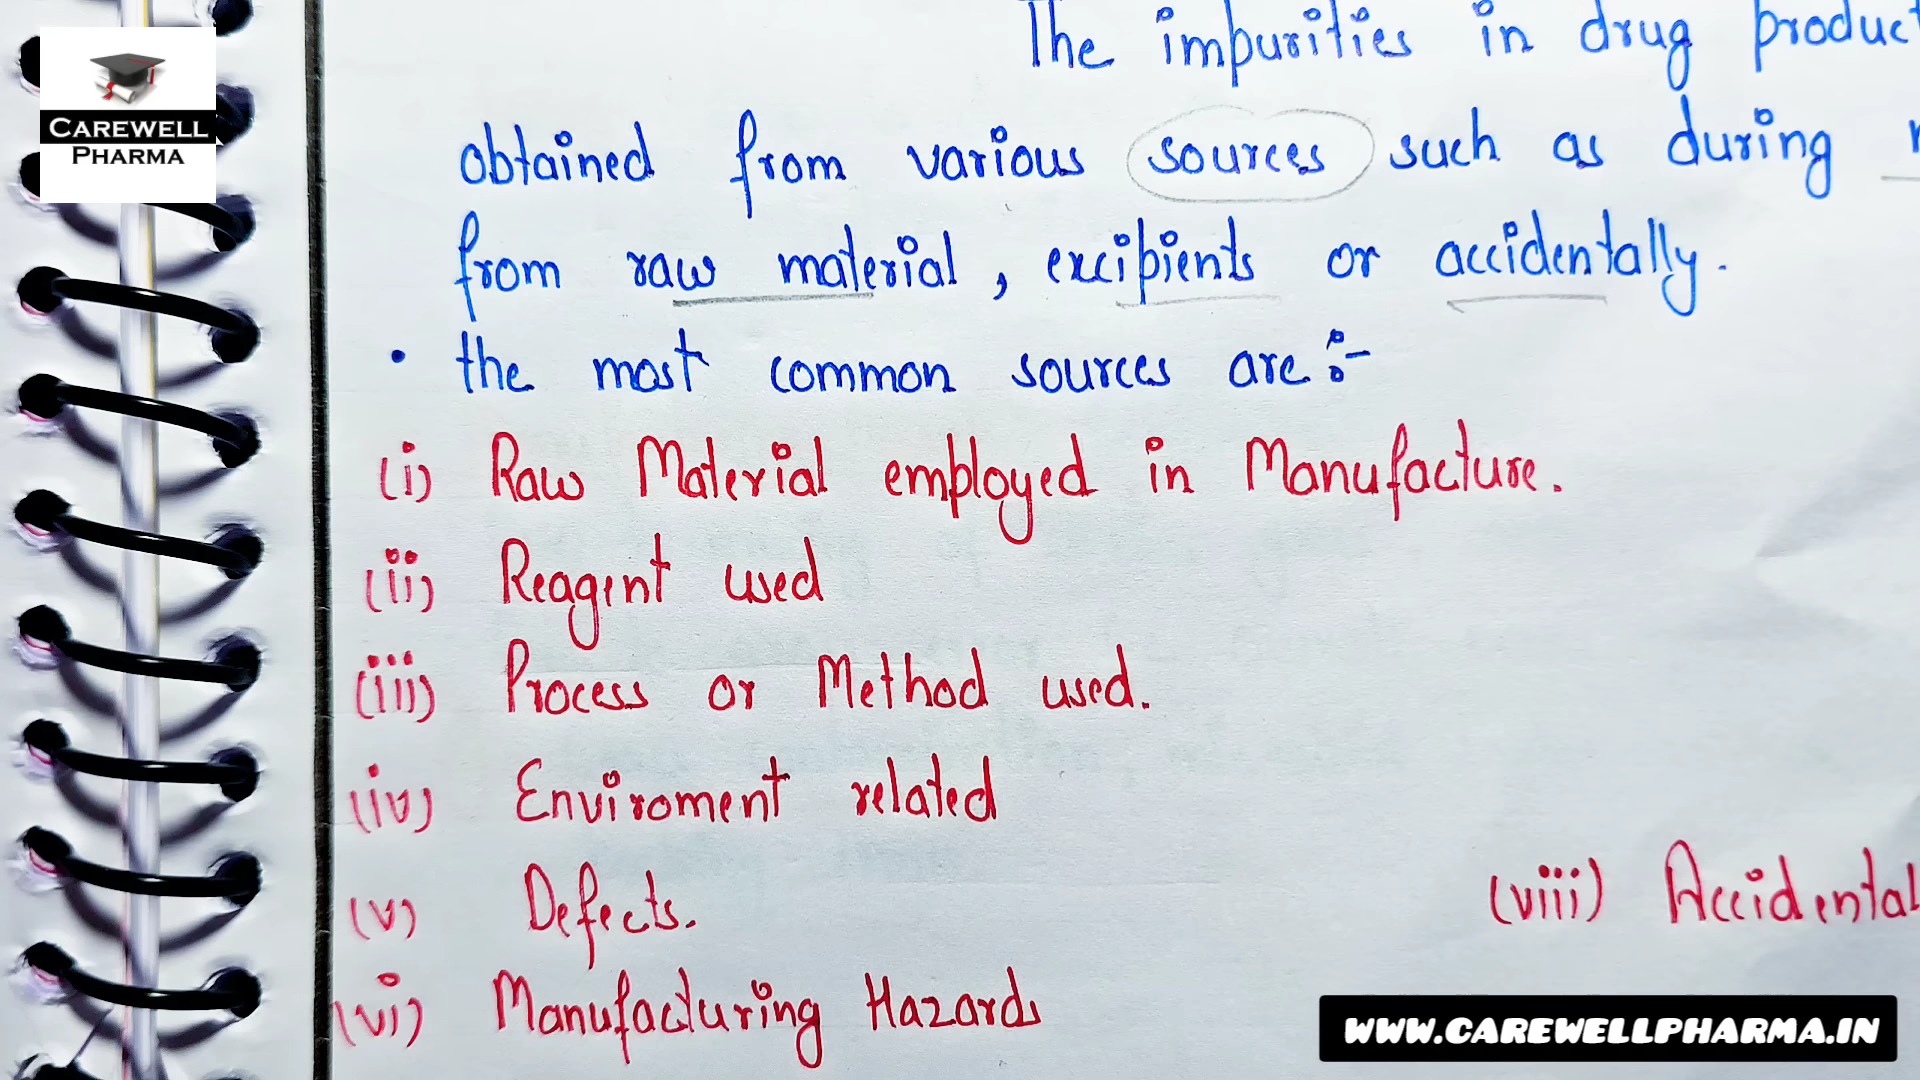 CAREWELL
PHARMA
The impurities in drug product
obtained from various sources such as during
from raw material, excipients or accidentally.
• the most common sources are :-
(i) Raw Material employed in Manufacture.
(ii) Reagent used
(iii) Process or Method used.
(iv) Enviroment related
(v) Defects.
(viii) Accidental
(vi) Manufacturing Hazards
WWW.CAREWELLPHARMA.IN